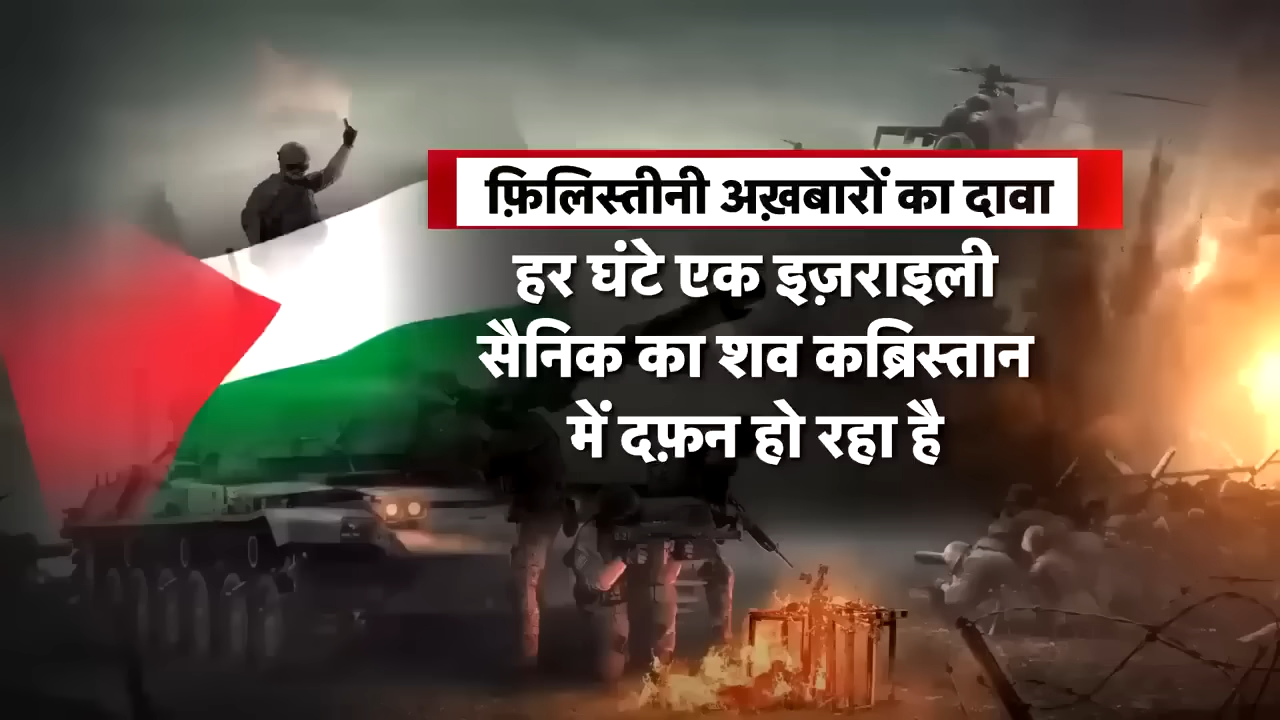 फ़िलिस्तीनी अख़बारों का दावा
हर घंटे एक इज़राइली
सैनिक का शव कब्रिस्तान
में दफ़न हो रहा है